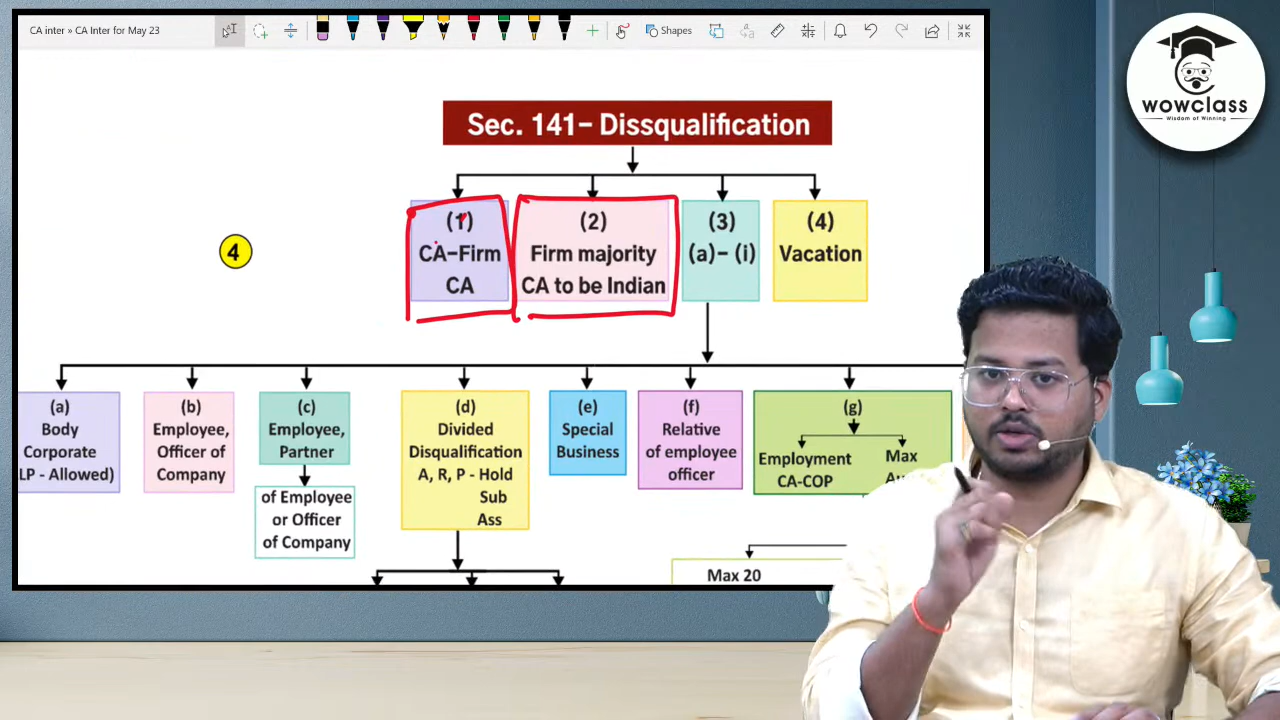 CA inter » CA Inter for May 23
Shapes
wowclass
Wisdom of Winning
Sec. 141– Dissqualification
(1)
CA–Firm
CA
(2)
Firm majority
CA to be Indian
(3)
(a)– (i)
(4)
Vacation
4
(a)
Body
Corporate
LP - Allowed)
(b)
Employee,
Officer of
Company
(c)
Employee,
Partner
of Employee
or Officer
of Company
(d)
Divided
Disqualification
A, R, P - Hold
Sub
Ass
(e)
Special
Business
(f)
Relative
of employee
officer
(g)
Employment
CA-COP
Max
Max 20